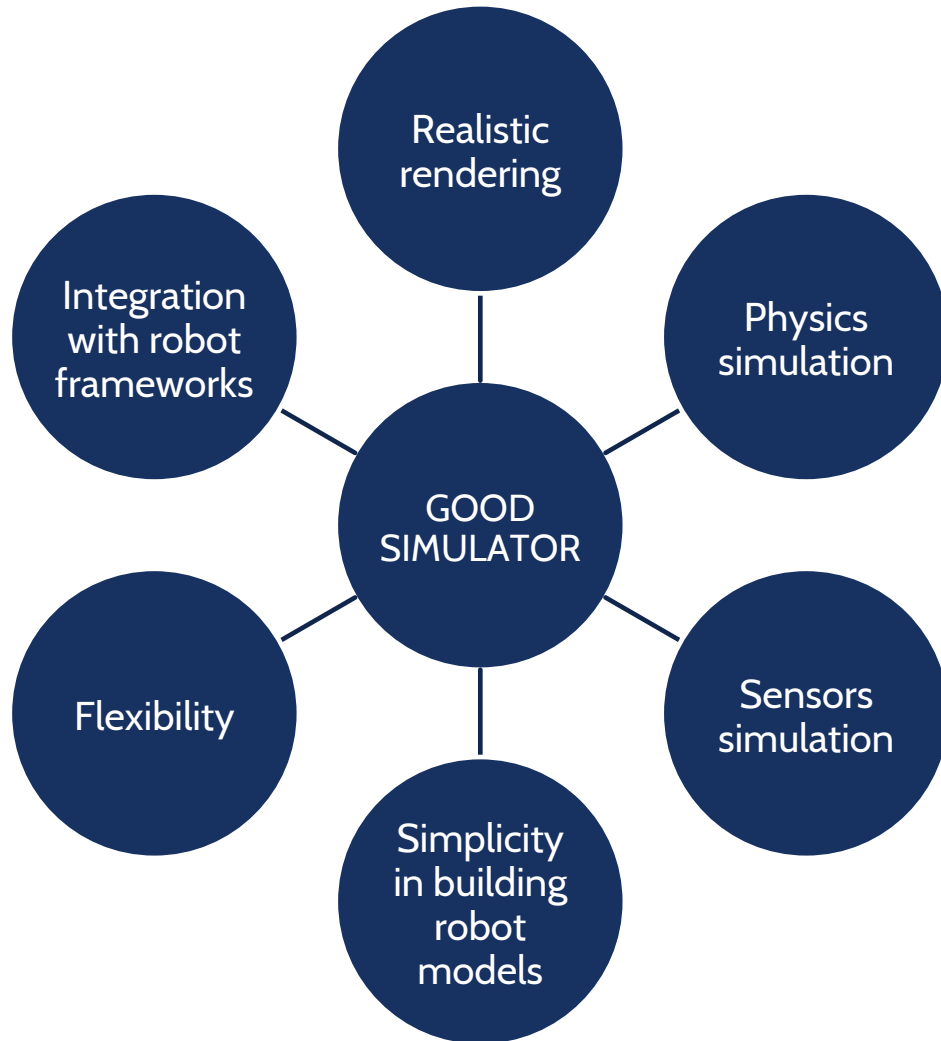 Realistic
rendering
Integration
with robot
frameworks
Physics
simulation
GOOD
SIMULATOR
Flexibility
Sensors
simulation
Simplicity
in building
robot
models